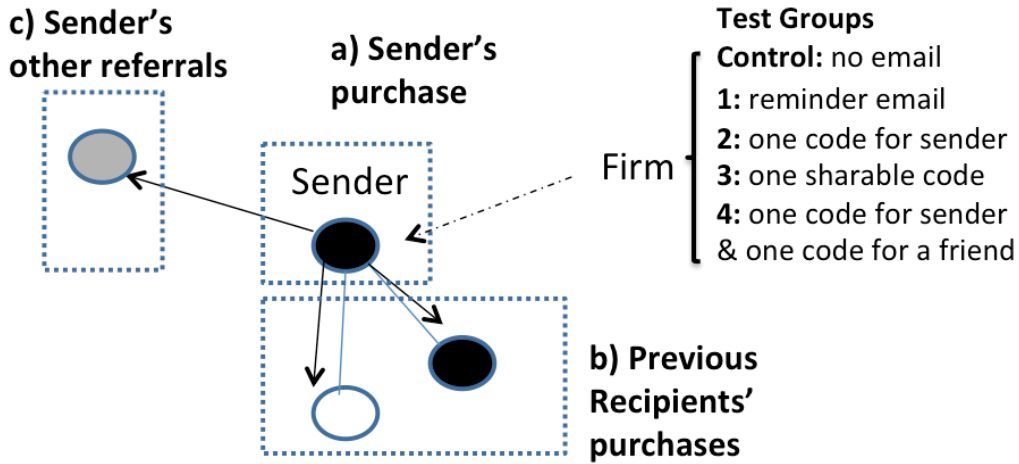 c) Sender's
other referrals
a) Sender's
purchase
Sender
Firm
Test Groups
Control: no email
1: reminder email
2: one code for sender
3: one sharable code
4: one code for sender
& one code for a friend
b) Previous
Recipients'
purchases